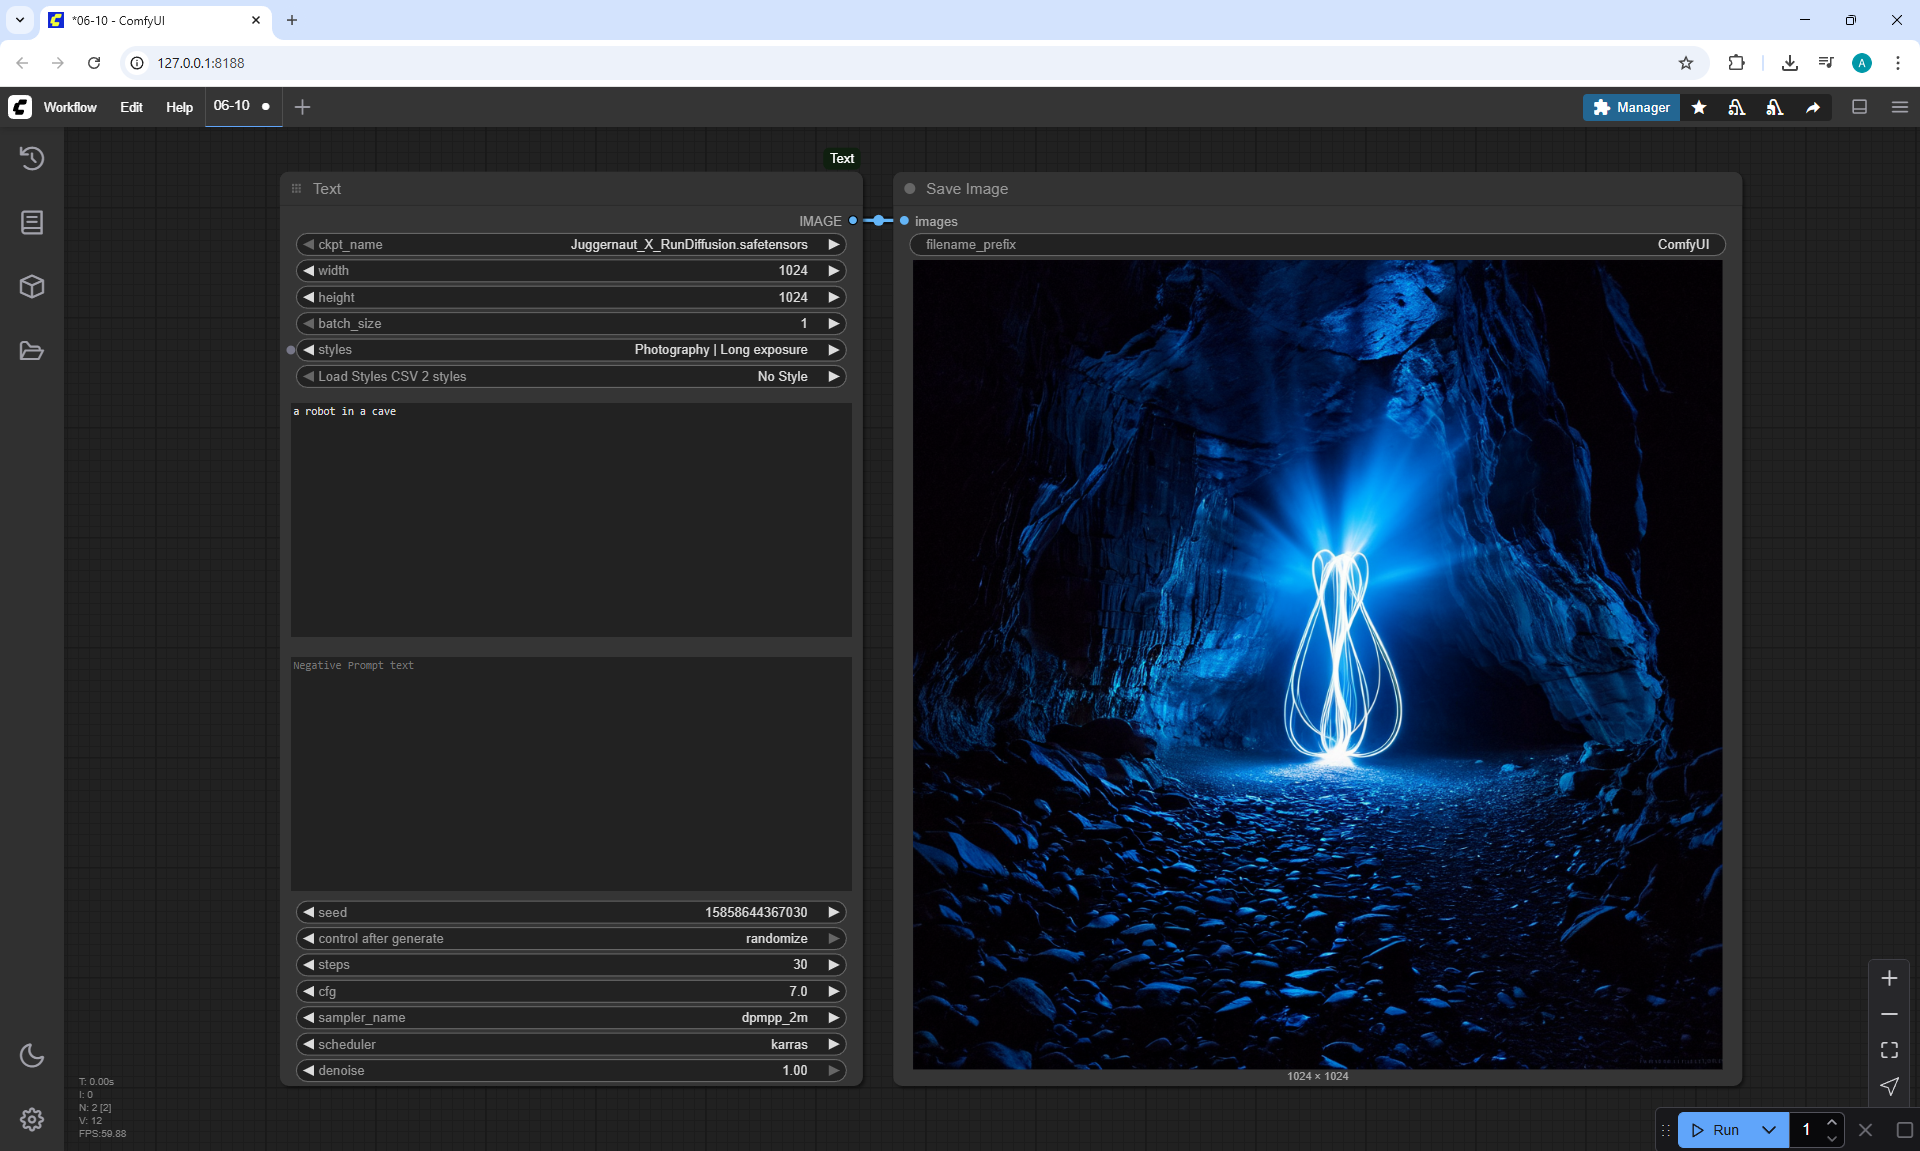 *06-10 - ComfyUI
127.0.0.1:8188
A
Workflow Edit Help 06-10
Manager
Text
Text
Save Image
IMAGE
images
ckpt_name Juggernaut_X_RunDiffusion.safetensors
filename_prefix ComfyUI
width 1024
height 1024
batch_size 1
styles Photography | Long exposure
Load Styles CSV 2 styles No Style
a robot in a cave
Negative Prompt text
seed 15858644367030
control after generate randomize
steps 30
cfg 7.0
sampler_name dpmpp_2m
scheduler karras
denoise 1.00
1024 × 1024
T: 0.00s
I: 0
N: 2 [2]
V: 12
FPS:59.88
Run 1